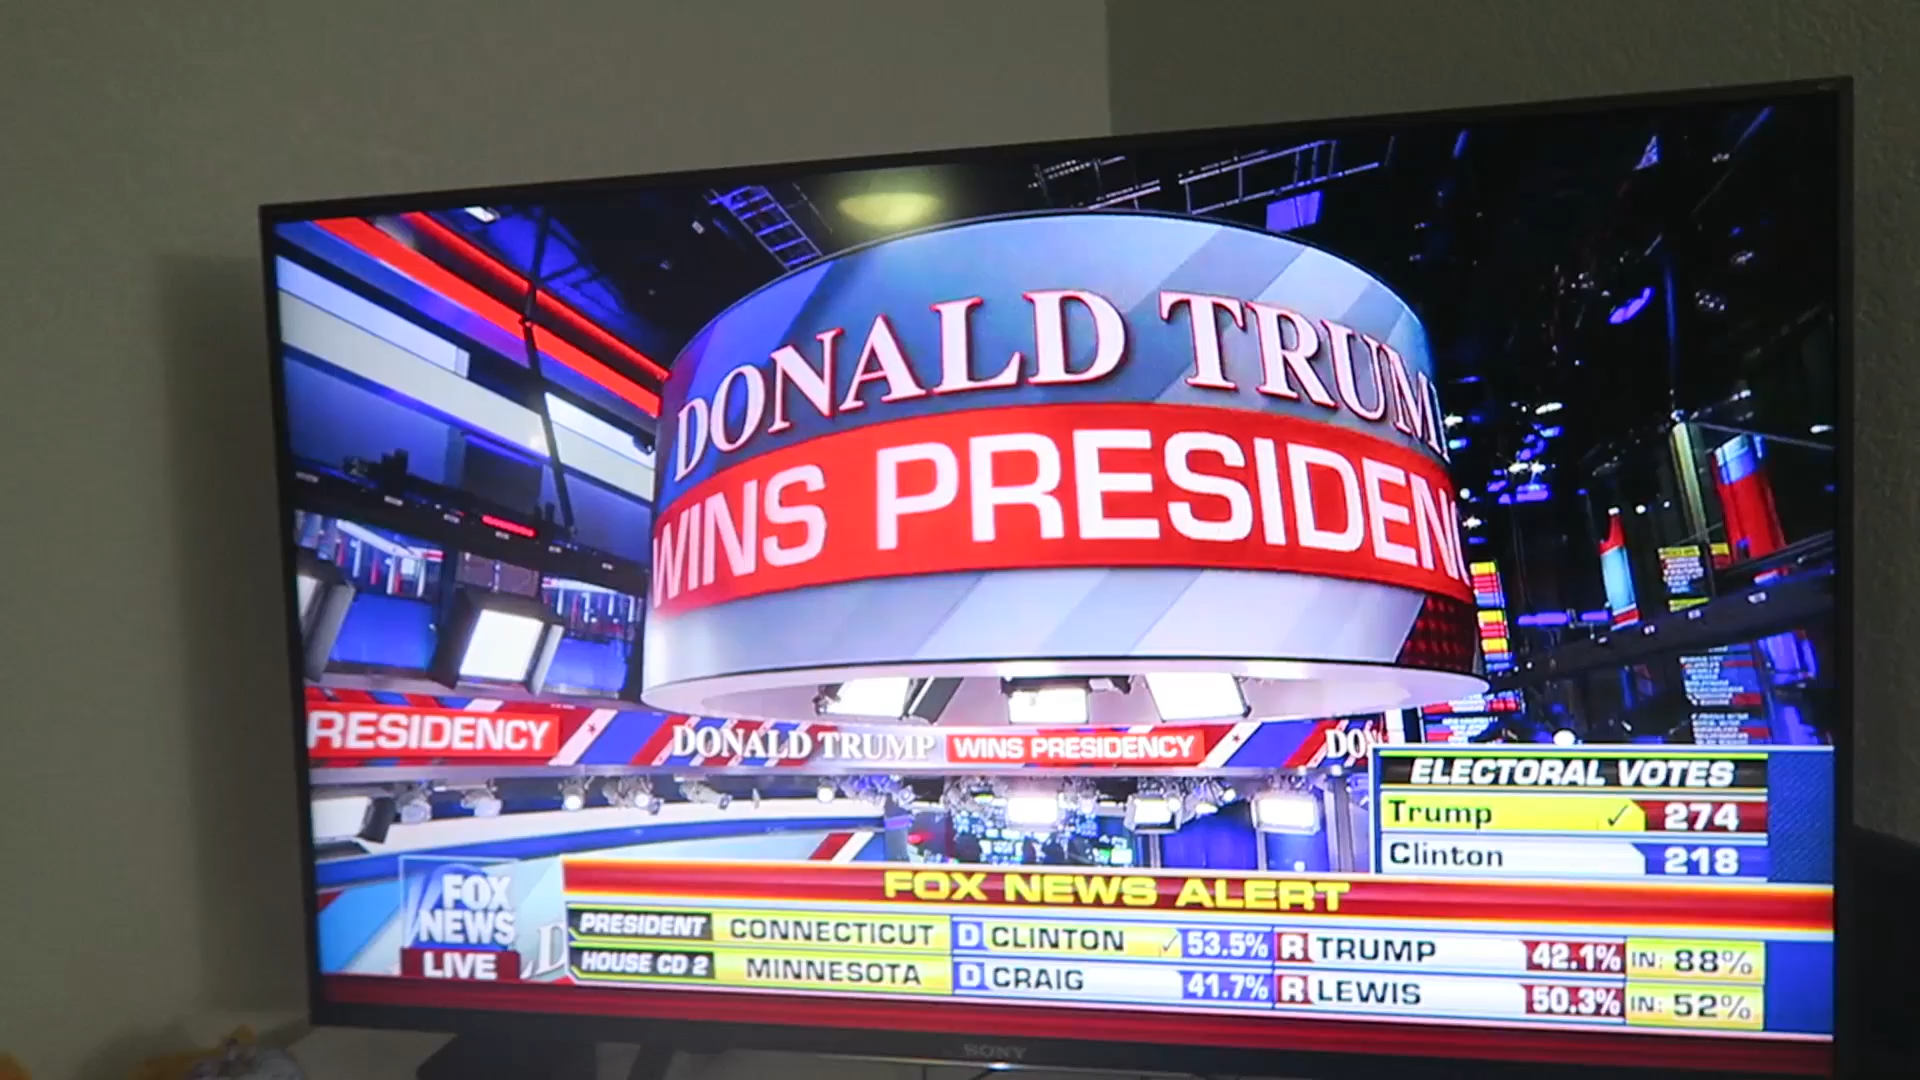 DONALD TRUM
WINS PRESIDENC
RESIDENCY
DONALD TRUMP WINS PRESIDENCY
DON
ELECTORAL VOTES
Trump ✓ 274
Clinton 218
FOX NEWS ALERT
FOX
NEWS
LIVE
PRESIDENT CONNECTICUT D CLINTON ✓ 53.5% R TRUMP 42.1% IN: 88%
HOUSE CD 2 MINNESOTA D CRAIG 41.7% R LEWIS 50.3% IN: 52%
SONY